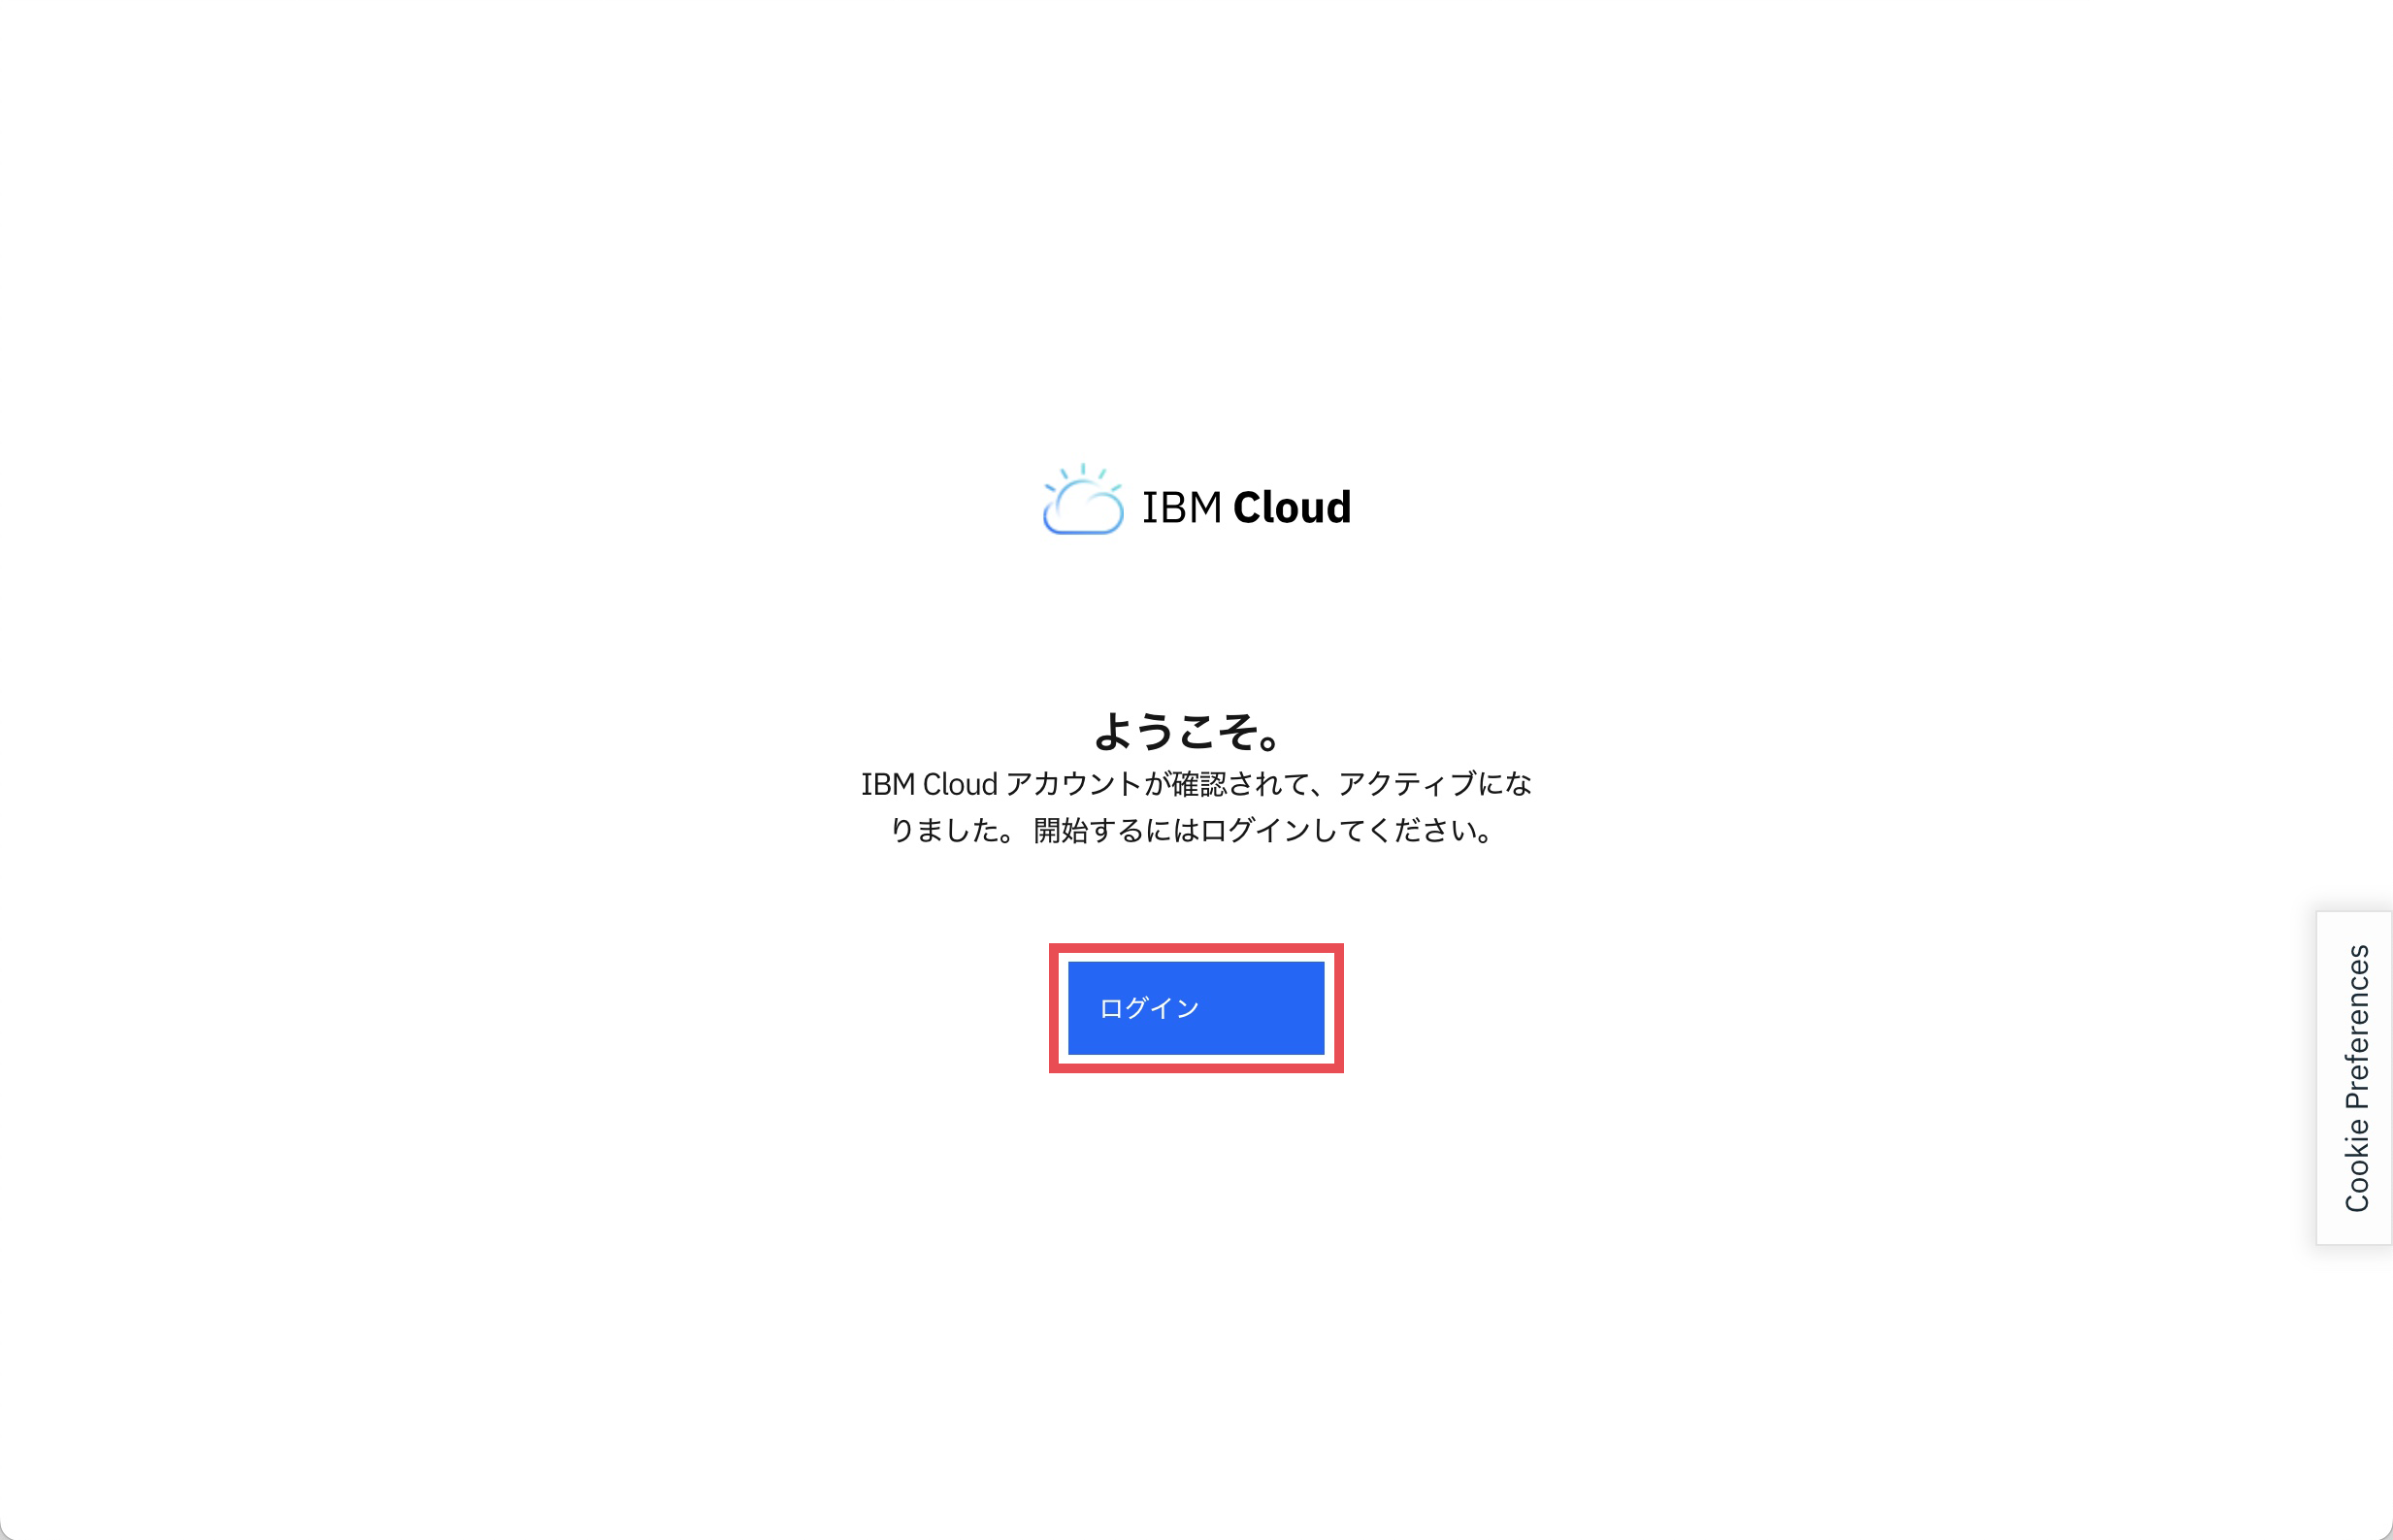 IBM Cloud
ようこそ。
IBM Cloud アカウントが確認されて、アクティブにな
りました。 開始するにはログインしてください。
ログイン
Cookie Preferences